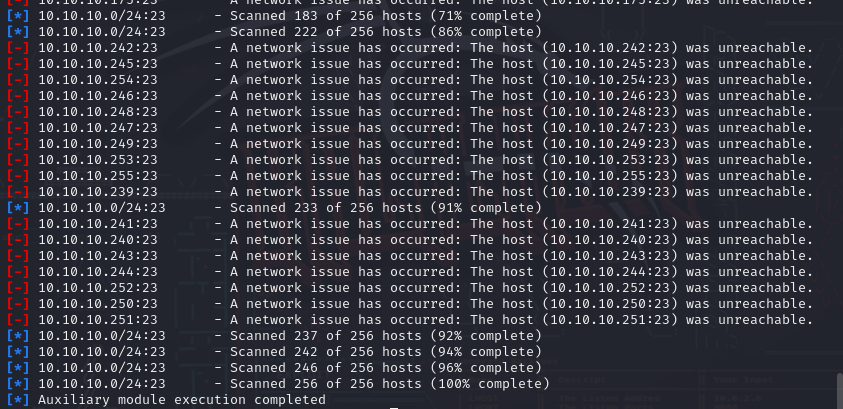 [*] 10.10.10.0/24:23 - Scanned 183 of 256 hosts (71% complete)
[*] 10.10.10.0/24:23 - Scanned 222 of 256 hosts (86% complete)
[-] 10.10.10.242:23 - A network issue has occurred: The host (10.10.10.242:23) was unreachable.
[-] 10.10.10.245:23 - A network issue has occurred: The host (10.10.10.245:23) was unreachable.
[-] 10.10.10.254:23 - A network issue has occurred: The host (10.10.10.254:23) was unreachable.
[-] 10.10.10.246:23 - A network issue has occurred: The host (10.10.10.246:23) was unreachable.
[-] 10.10.10.248:23 - A network issue has occurred: The host (10.10.10.248:23) was unreachable.
[-] 10.10.10.247:23 - A network issue has occurred: The host (10.10.10.247:23) was unreachable.
[-] 10.10.10.249:23 - A network issue has occurred: The host (10.10.10.249:23) was unreachable.
[-] 10.10.10.253:23 - A network issue has occurred: The host (10.10.10.253:23) was unreachable.
[-] 10.10.10.255:23 - A network issue has occurred: The host (10.10.10.255:23) was unreachable.
[-] 10.10.10.239:23 - A network issue has occurred: The host (10.10.10.239:23) was unreachable.
[*] 10.10.10.0/24:23 - Scanned 233 of 256 hosts (91% complete)
[-] 10.10.10.241:23 - A network issue has occurred: The host (10.10.10.241:23) was unreachable.
[-] 10.10.10.240:23 - A network issue has occurred: The host (10.10.10.240:23) was unreachable.
[-] 10.10.10.243:23 - A network issue has occurred: The host (10.10.10.243:23) was unreachable.
[-] 10.10.10.244:23 - A network issue has occurred: The host (10.10.10.244:23) was unreachable.
[-] 10.10.10.252:23 - A network issue has occurred: The host (10.10.10.252:23) was unreachable.
[-] 10.10.10.250:23 - A network issue has occurred: The host (10.10.10.250:23) was unreachable.
[-] 10.10.10.251:23 - A network issue has occurred: The host (10.10.10.251:23) was unreachable.
[*] 10.10.10.0/24:23 - Scanned 237 of 256 hosts (92% complete)
[*] 10.10.10.0/24:23 - Scanned 242 of 256 hosts (94% complete)
[*] 10.10.10.0/24:23 - Scanned 246 of 256 hosts (96% complete)
[*] 10.10.10.0/24:23 - Scanned 256 of 256 hosts (100% complete)
[*] Auxiliary module execution completed